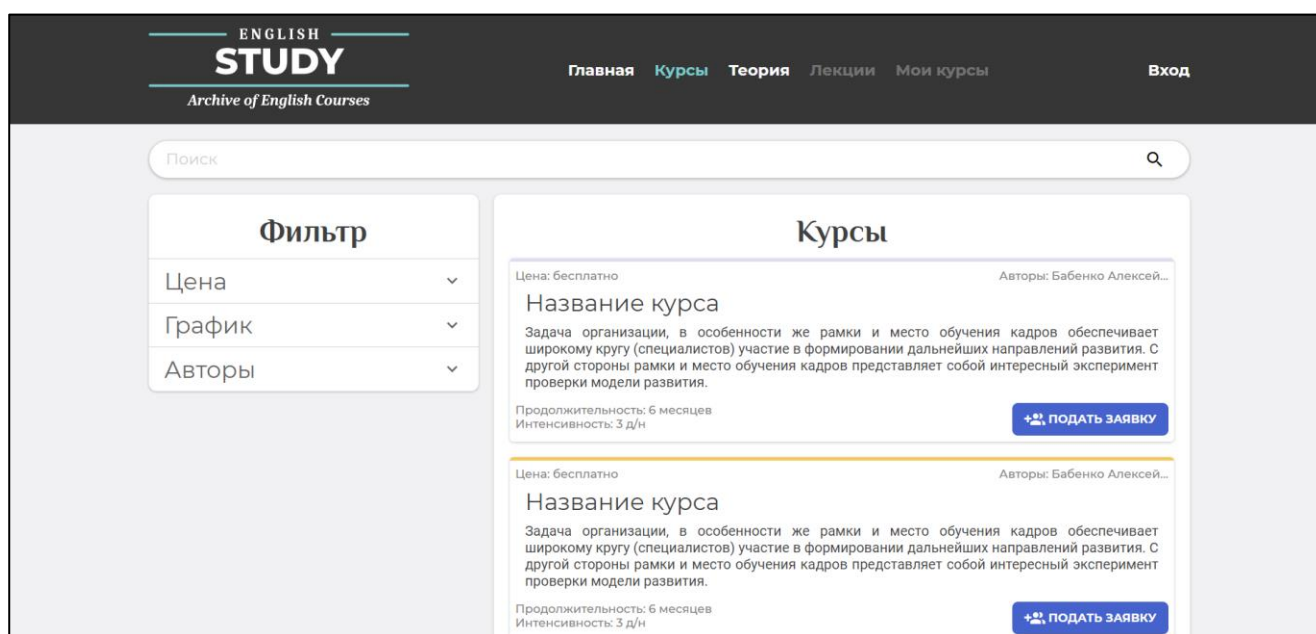 ENGLISH
STUDY
Archive of English Courses
Главная Курсы Теория Лекции Мои курсы Вход
Поиск
Фильтр
Цена
График
Авторы
Курсы
Цена: бесплатно Авторы: Бабенко Алексей...
Название курса
Задача организации, в особенности же рамки и место обучения кадров обеспечивает
широкому кругу (специалистов) участие в формировании дальнейших направлений развития. С
другой стороны рамки и место обучения кадров представляет собой интересный эксперимент
проверки модели развития.
Продолжительность: 6 месяцев
Интенсивность: 3 д/н
ПОДАТЬ ЗАЯВКУ
Цена: бесплатно Авторы: Бабенко Алексей...
Название курса
Задача организации, в особенности же рамки и место обучения кадров обеспечивает
широкому кругу (специалистов) участие в формировании дальнейших направлений развития. С
другой стороны рамки и место обучения кадров представляет собой интересный эксперимент
проверки модели развития.
Продолжительность: 6 месяцев
Интенсивность: 3 д/н
ПОДАТЬ ЗАЯВКУ